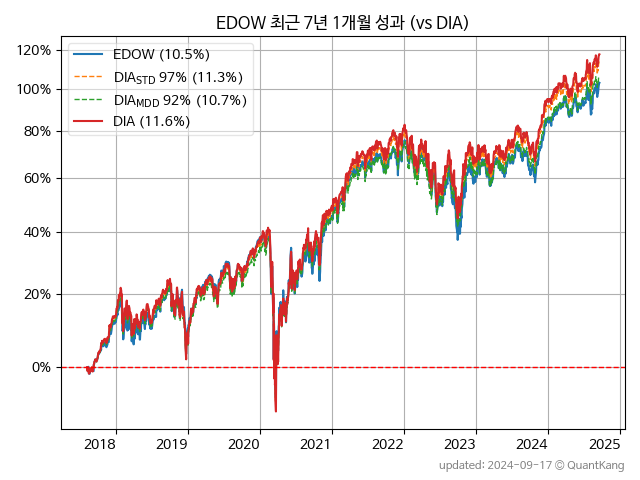 EDOW 최근 7년 1개월 성과 (vs DIA)
EDOW (10.5%)
DIA_STD 97% (11.3%)
DIA_MDD 92% (10.7%)
DIA (11.6%)
120%
100%
80%
60%
40%
20%
0%
2018 2019 2020 2021 2022 2023 2024 2025
updated: 2024-09-17 © QuantKang